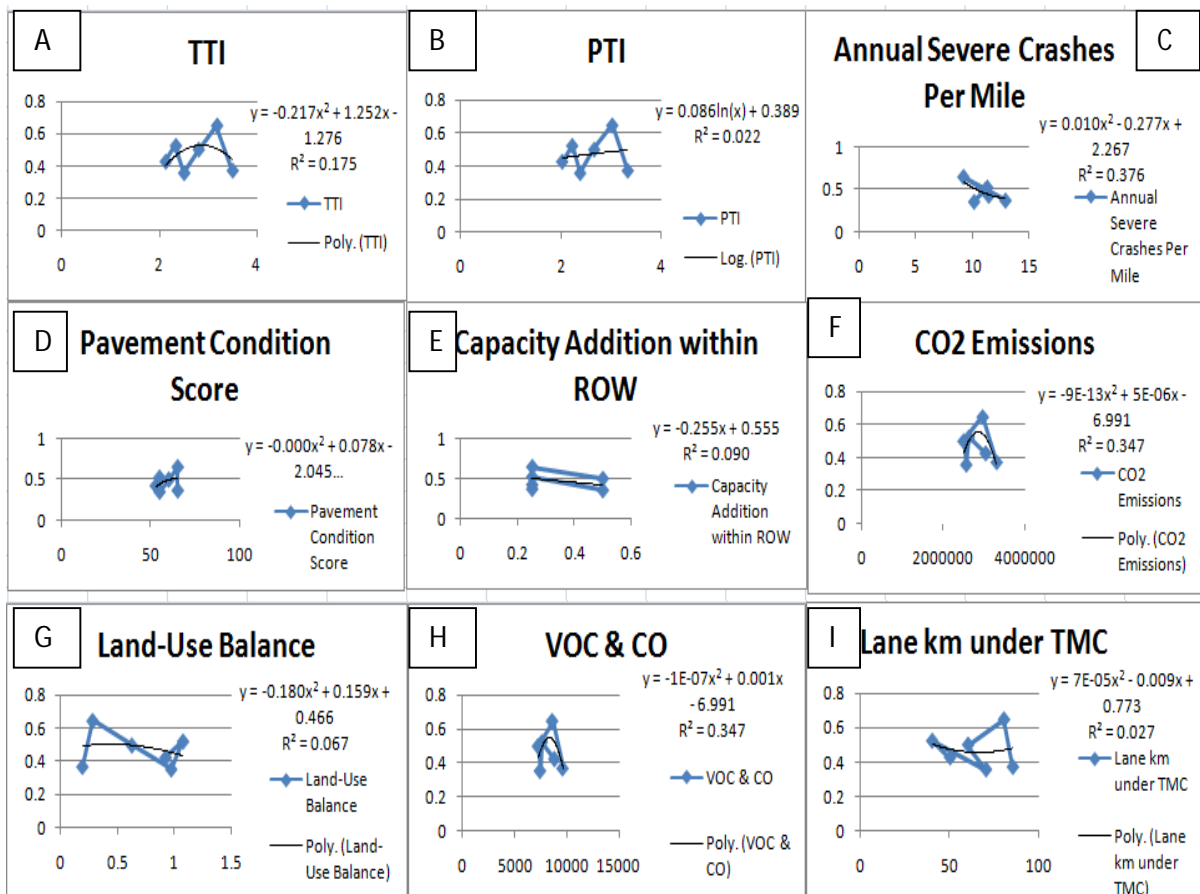 A
TTI
y = -0.217x² + 1.252x -
1.276
R² = 0.175
0.8
0.6
0.4
0.2
0
0
2
4
TTI
Poly. (TTI)
B
PTI
y = 0.086ln(x) + 0.389
R² = 0.022
0.8
0.6
0.4
0.2
0
0
2
4
PTI
Log. (PTI)
C
Annual Severe Crashes
Per Mile
y = 0.010x² - 0.277x +
2.267
R² = 0.376
1
0.5
0
0
5
10
15
Annual
Severe
Crashes Per
Mile
D
Pavement Condition
Score
y = -0.000x² + 0.078x -
2.045...
1
0.5
0
0
50
100
Pavement
Condition
Score
E
Capacity Addition within
ROW
y = -0.255x + 0.555
R² = 0.090
1
0.5
0
0
0.2
0.4
0.6
Capacity
Addition
within ROW
F
CO2 Emissions
y = -9E-13x² + 5E-06x -
6.991
R² = 0.347
0.8
0.6
0.4
0.2
0
0
2000000
4000000
CO2
Emissions
Poly. (CO2
Emissions)
G
Land-Use Balance
y = -0.180x² + 0.159x +
0.466
R² = 0.067
0.8
0.6
0.4
0.2
0
0
0.5
1
1.5
Land-Use
Balance
Poly. (Land-
Use Balance)
H
VOC & CO
y = -1E-07x² + 0.001x
- 6.991
R² = 0.347
0.8
0.6
0.4
0.2
0
0
5000
10000
15000
VOC & CO
Poly. (VOC &
CO)
I
Lane km under TMC
y = 7E-05x² - 0.009x +
0.773
R² = 0.027
0.8
0.6
0.4
0.2
0
0
50
100
Lane km
under TMC
Poly. (Lane
km under
TMC)